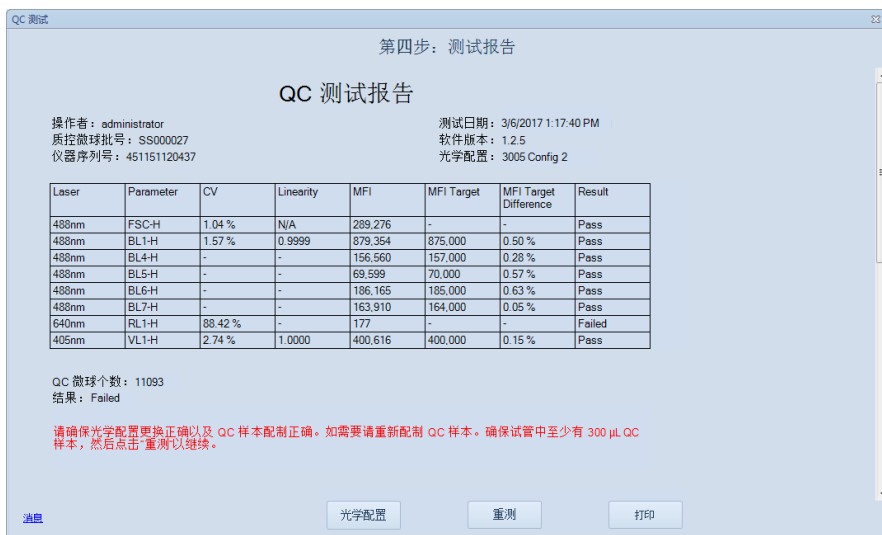 QC 测试
第四步：测试报告
QC 测试报告
操作者：administrator
测试日期：3/6/2017 1:17:40 PM
质控微球批号：SS000027
软件版本：1.2.5
仪器序列号：451151120437
光学配置：3005 Config 2
Laser Parameter CV Linearity MFI MFI Target MFI Target Difference Result
488nm FSC-H 1.04 % N/A 289,276 - - Pass
488nm BL1-H 1.57 % 0.9999 879,354 875,000 0.50 % Pass
488nm BL4-H - - 156,560 157,000 0.28 % Pass
488nm BL5-H - - 69,599 70,000 0.57 % Pass
488nm BL6-H - - 186,165 185,000 0.63 % Pass
488nm BL7-H - - 163,910 164,000 0.05 % Pass
640nm RL1-H 88.42 % - 177 - - Failed
405nm VL1-H 2.74 % 1.0000 400,616 400,000 0.15 % Pass
QC 微球个数：11093
结果：Failed
请确保光学配置更换正确以及 QC 样本配制正确。如需要请重新配制 QC 样本。确保试管中至少有 300 µL QC
样本，然后点击“重测”以继续。
消息
光学配置
重测
打印